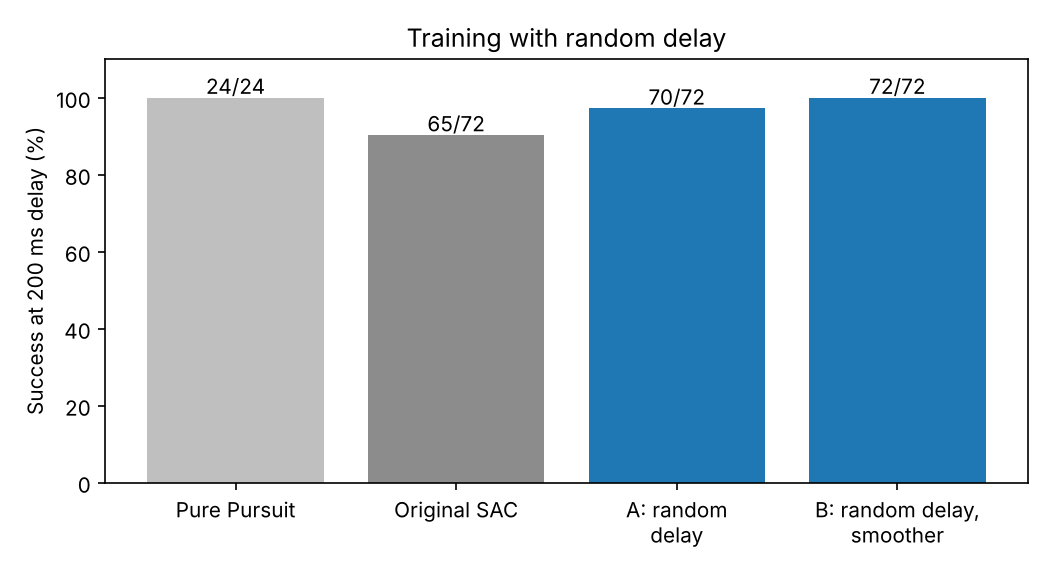 Training with random delay
Success at 200 ms delay (%)
100
80
60
40
20
0
24/24
65/72
70/72
72/72
Pure Pursuit
Original SAC
A: random
delay
B: random delay,
smoother